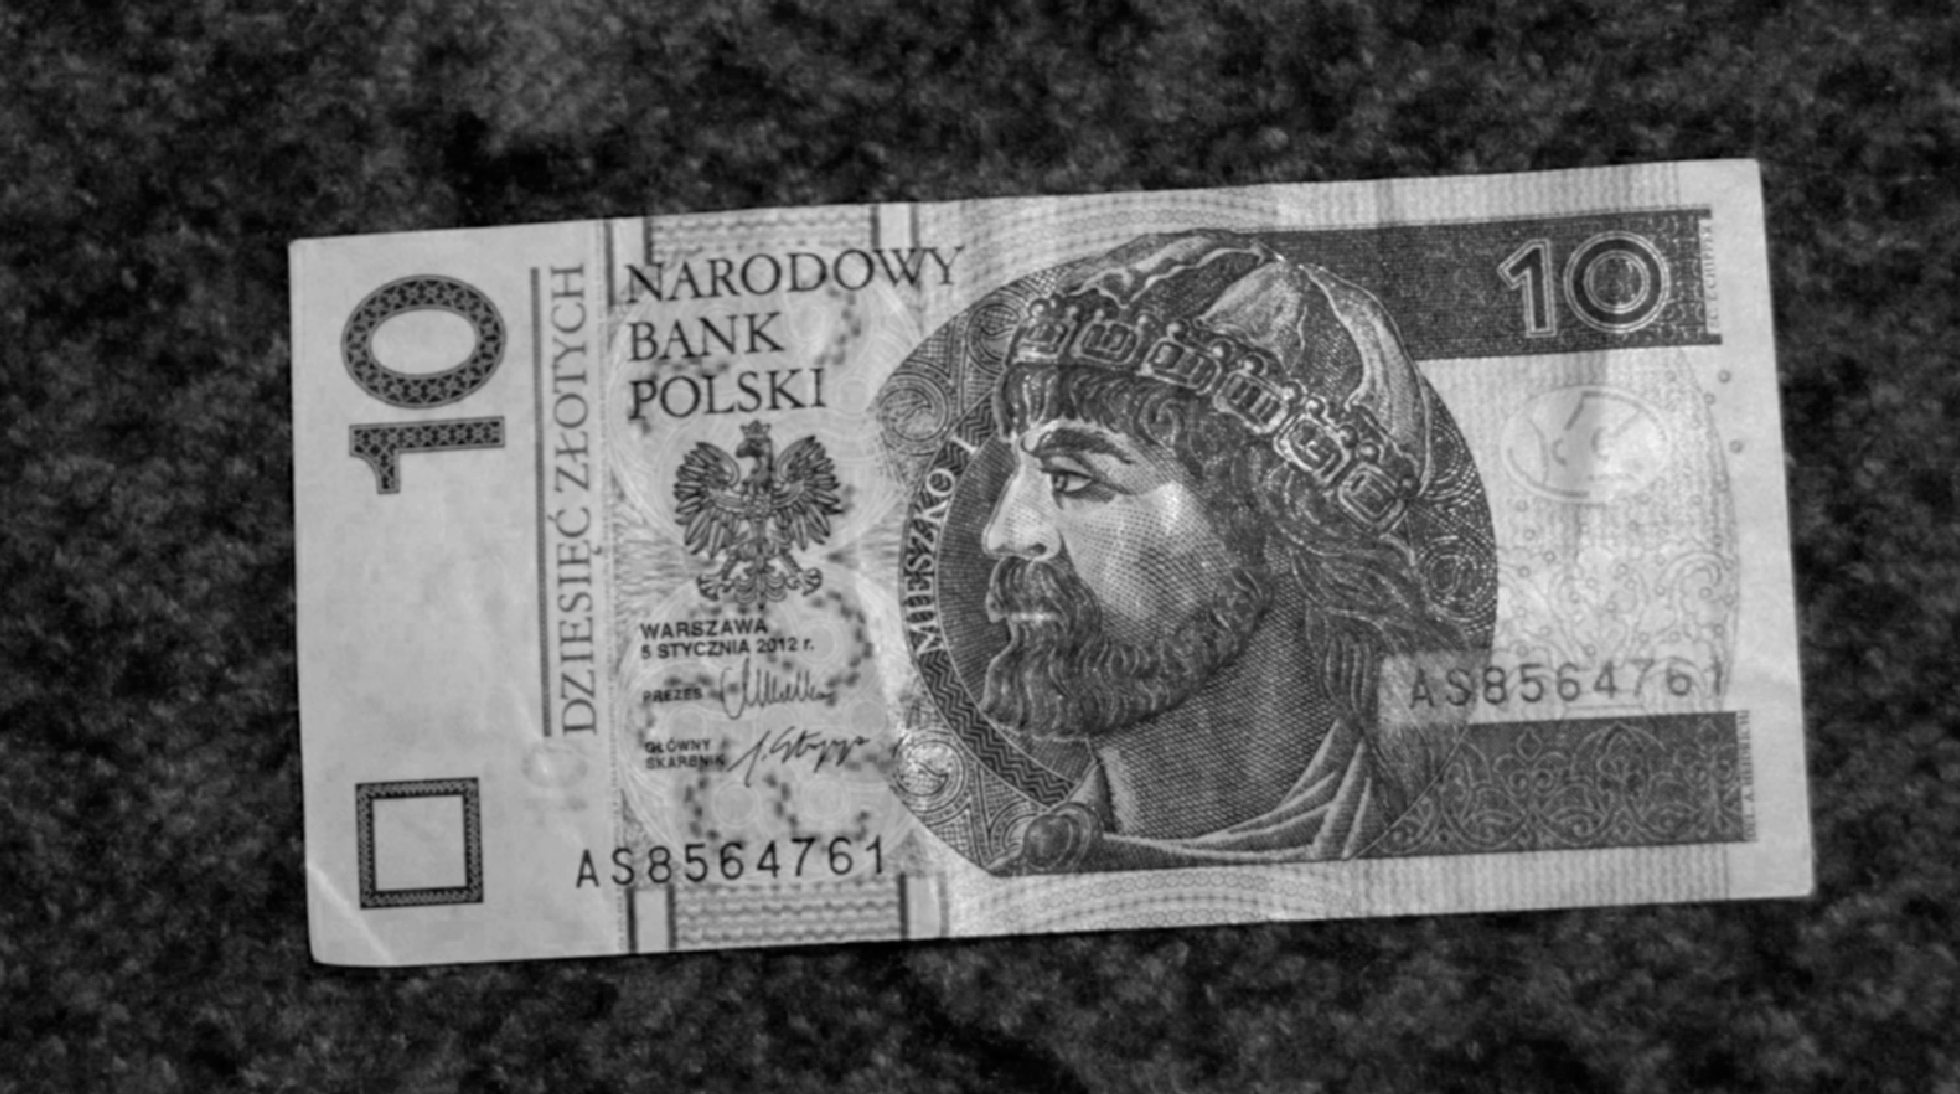 10
DZIESIĘĆ ZŁOTYCH
NARODOWY
BANK
POLSKI
WARSZAWA
5 STYCZNIA 2012 r.
PREZES
GŁÓWNY
SKARBNIK
AS8564761
MIESZKO I
10
AS8564761